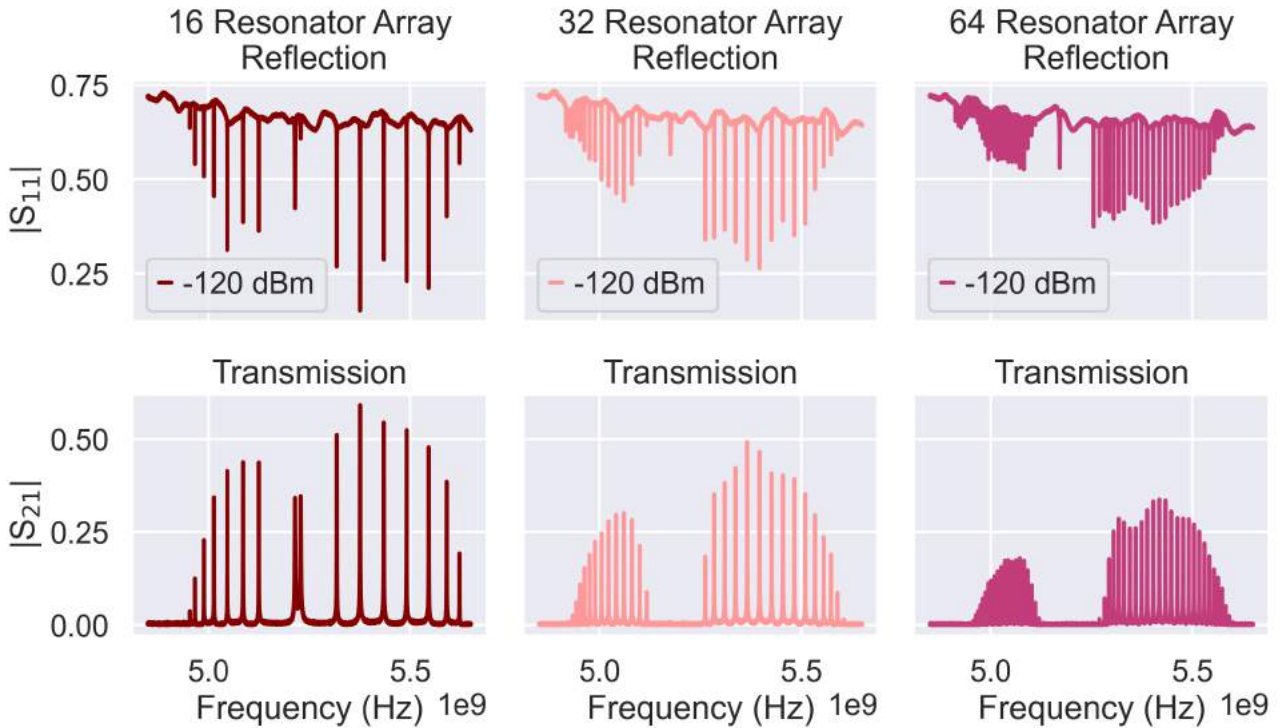 16 Resonator Array
Reflection
32 Resonator Array
Reflection
64 Resonator Array
Reflection
|S₁₁|
0.75
0.50
0.25
-120 dBm
-120 dBm
-120 dBm
Transmission
Transmission
Transmission
|S₂₁|
0.50
0.25
0.00
5.0 5.5
5.0 5.5
5.0 5.5
Frequency (Hz) 1e9
Frequency (Hz) 1e9
Frequency (Hz) 1e9